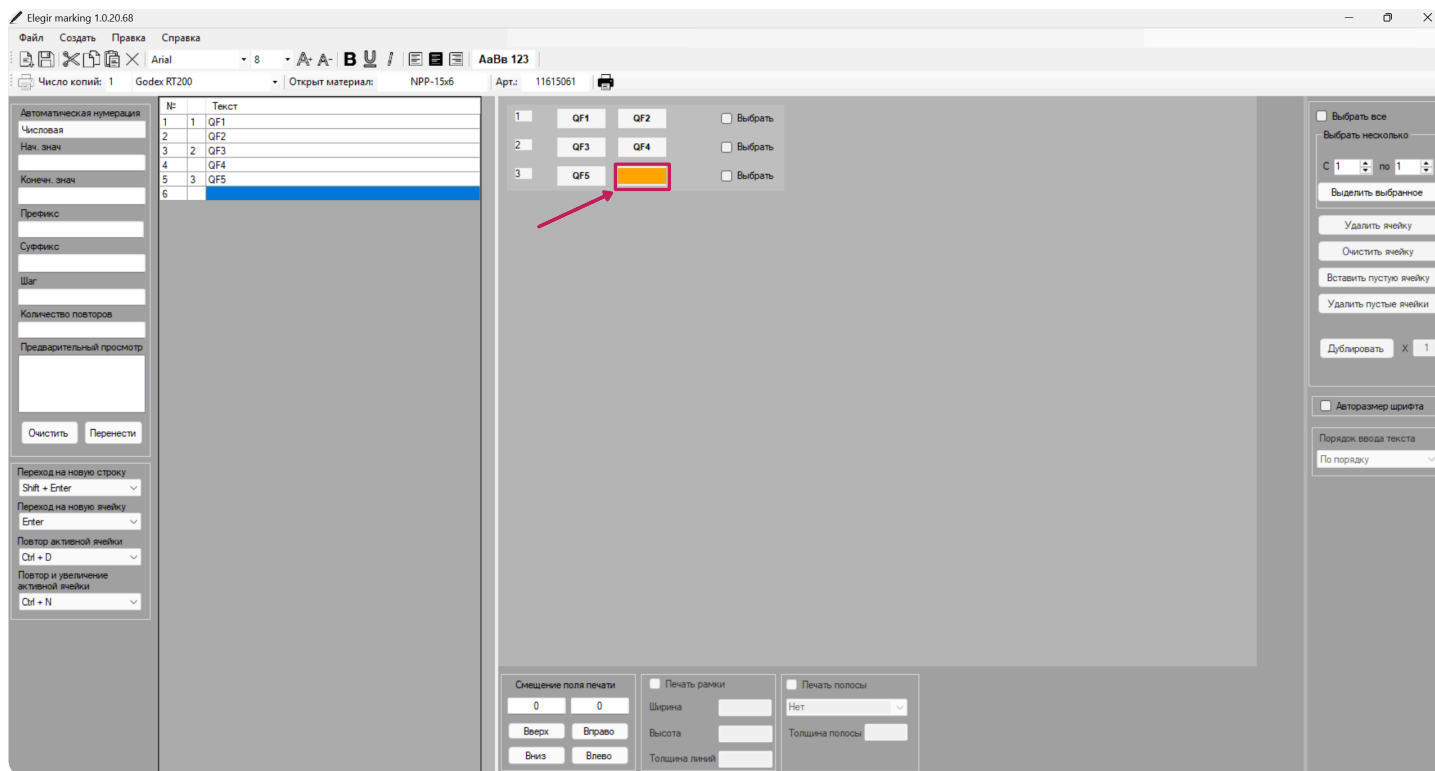 Elegir marking 1.0.20.68
Файл Создать Правка Справка
Arial 8 A+ A- B U I АаВв 123
Число копий: 1 Godex RT200 Открыт материал: NPP-15x6 Арт.: 11615061
Автоматическая нумерация
Числовая
Нач. знач
Конечн. знач
Префикс
Суффикс
Шаг
Количество повторов
Предварительный просмотр
Очистить Перенести
Переход на новую строку
Shift + Enter
Переход на новую ячейку
Enter
Повтор активной ячейки
Ctrl + D
Повтор и увеличение
активной ячейки
Ctrl + N
№ Текст
1 1 QF1
2 QF2
3 2 QF3
4 QF4
5 3 QF5
6
1 QF1 QF2 Выбрать
2 QF3 QF4 Выбрать
3 QF5 Выбрать
Смещение поля печати
0 0
Вверх Вправо
Вниз Влево
Печать рамки
Ширина
Высота
Толщина линий
Печать полосы
Нет
Толщина полосы
Выбрать все
Выбрать несколько
С 1 по 1
Выделить выбранное
Удалить ячейку
Очистить ячейку
Вставить пустую ячейку
Удалить пустые ячейки
Дублировать X 1
Авторазмер шрифта
Порядок ввода текста
По порядку